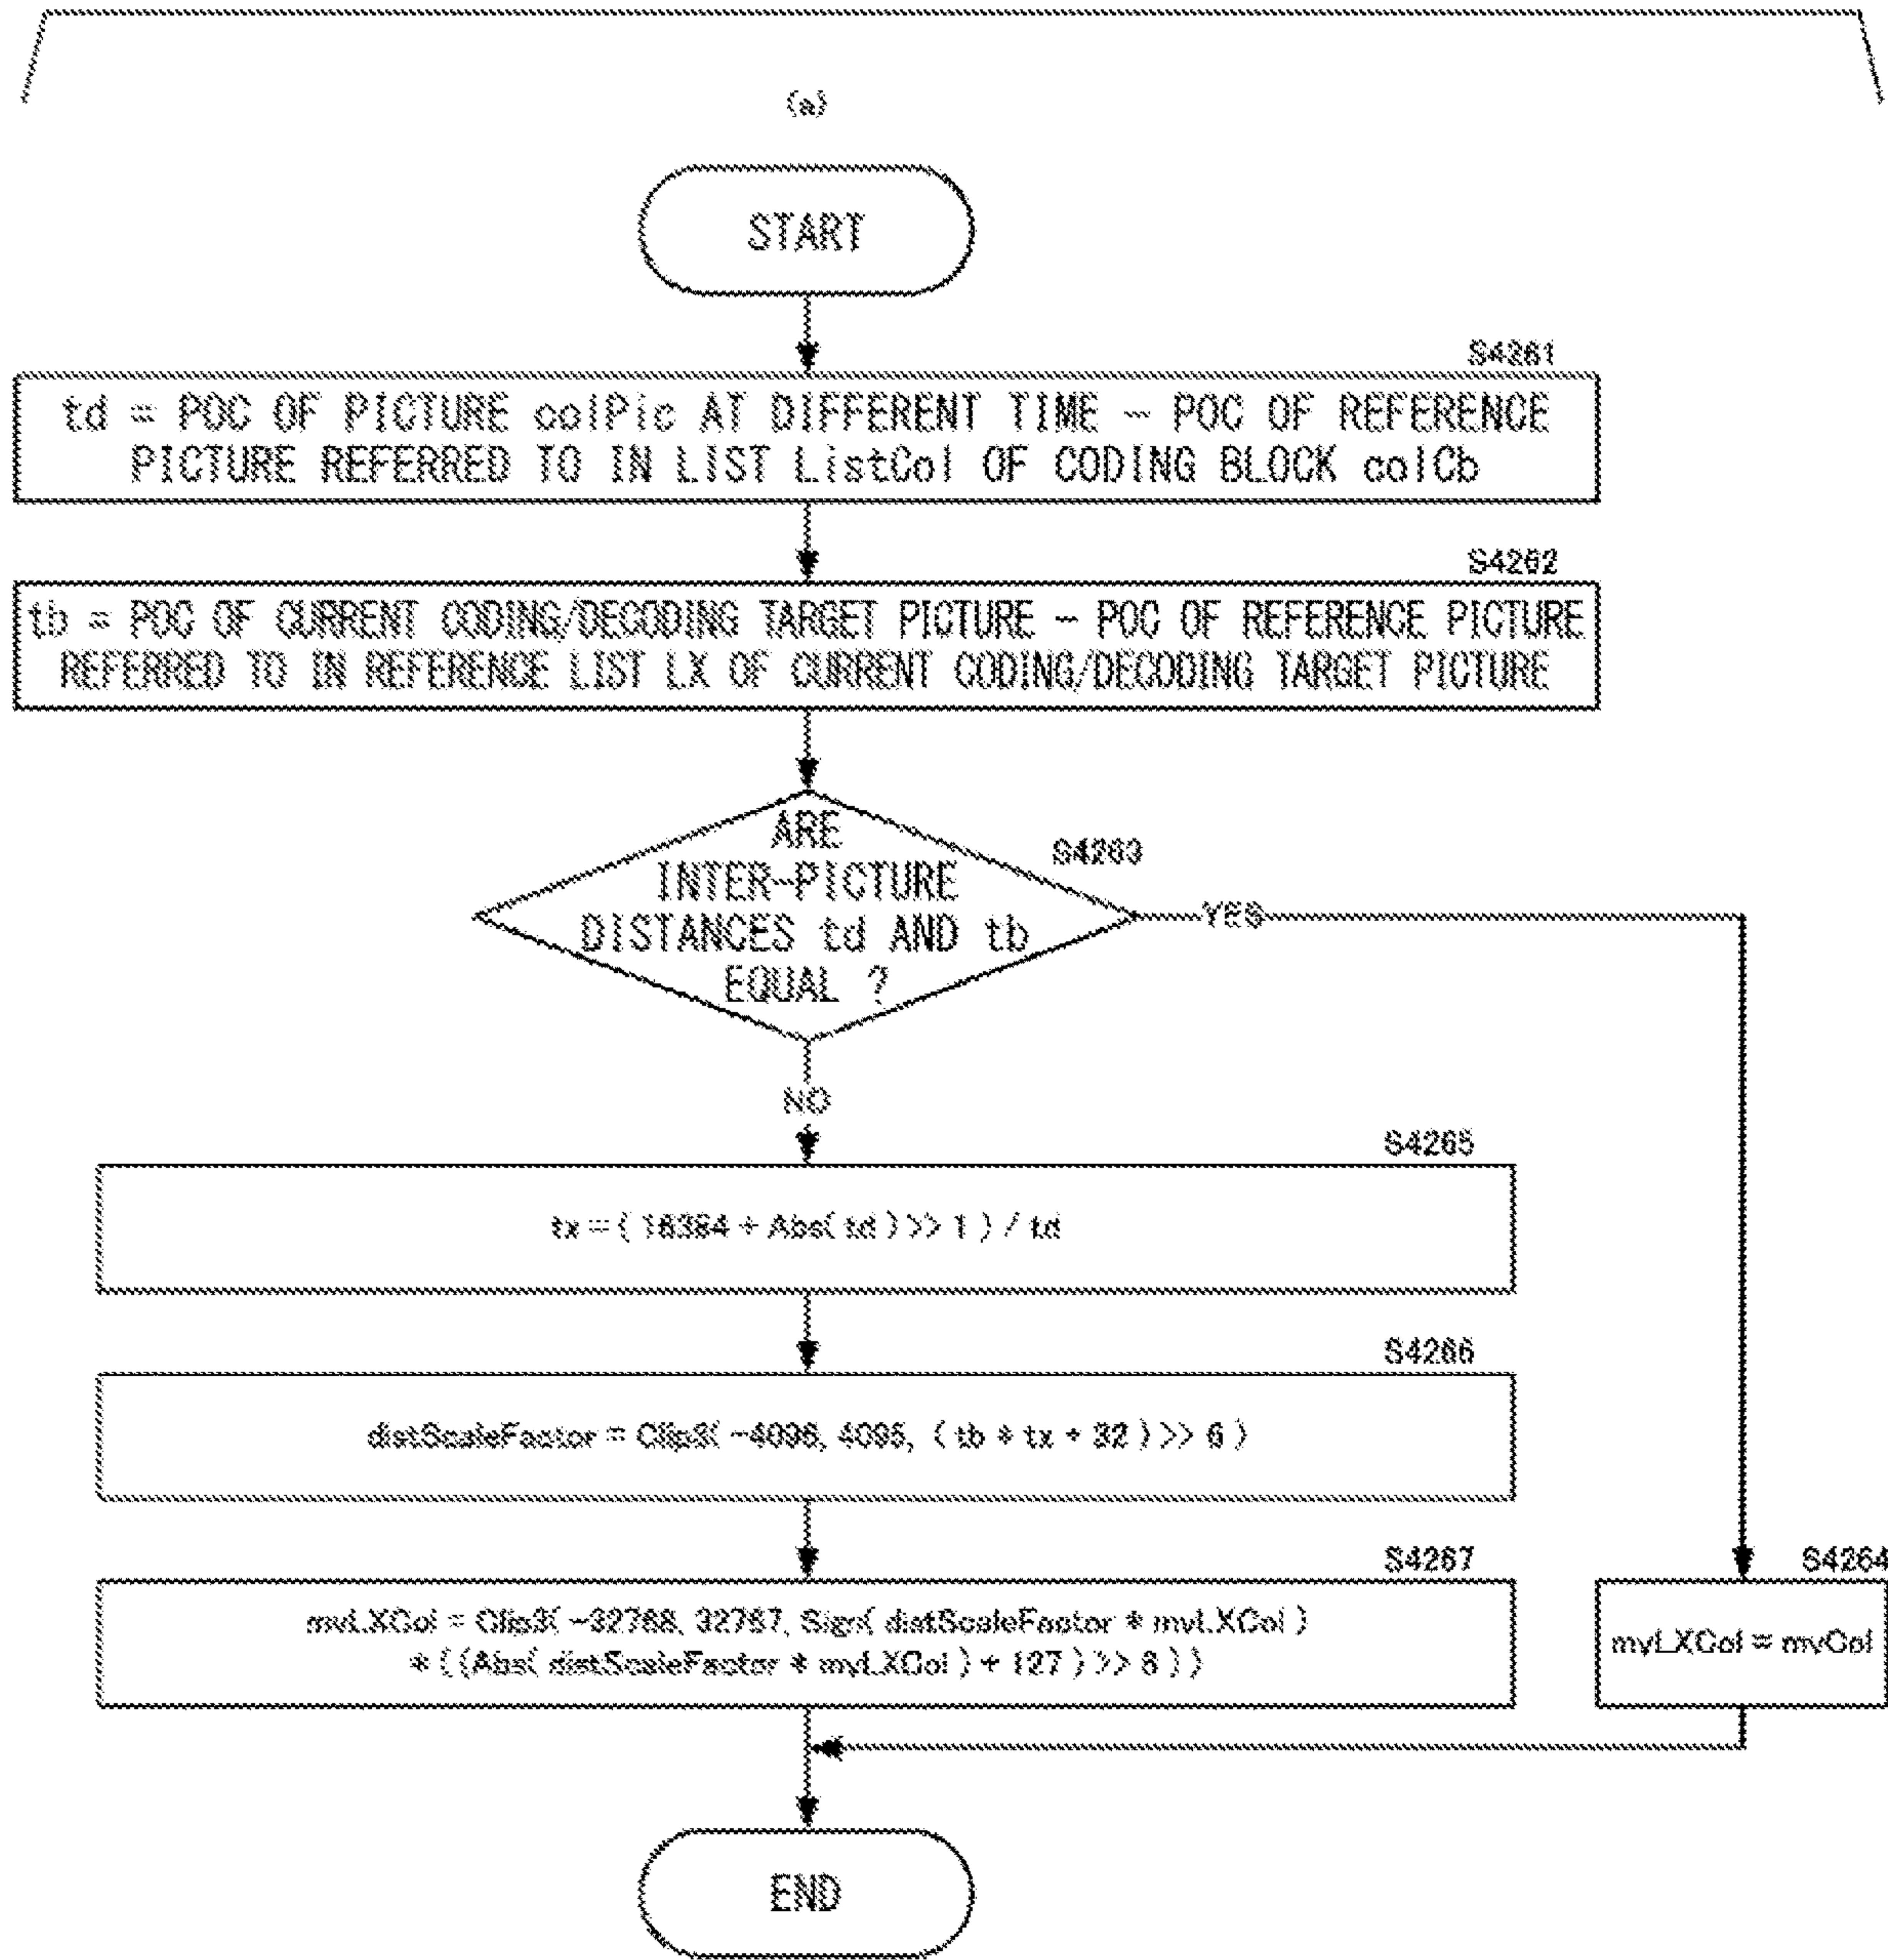 (a)
START
S4261
td = POC OF PICTURE colPic AT DIFFERENT TIME - POC OF REFERENCE
PICTURE REFERRED TO IN LIST ListCol OF CODING BLOCK colCb
S4262
tb = POC OF CURRENT CODING/DECODING TARGET PICTURE - POC OF REFERENCE PICTURE
REFERRED TO IN REFERENCE LIST LX OF CURRENT CODING/DECODING TARGET PICTURE
ARE
INTER-PICTURE
DISTANCES td AND tb
EQUAL ?
S4263
YES
NO
S4265
tx = ( 16384 + Abs( td ) >> 1 ) / td
S4266
distScaleFactor = Clip3( -4096, 4095, ( tb * tx + 32 ) >> 6 )
S4267
mvLXCol = Clip3( -32768, 32767, Sign( distScaleFactor * mvLXCol )
* ( (Abs( distScaleFactor * mvLXCol ) + 127 ) >> 8 ) )
S4264
mvLXCol = mvCol
END